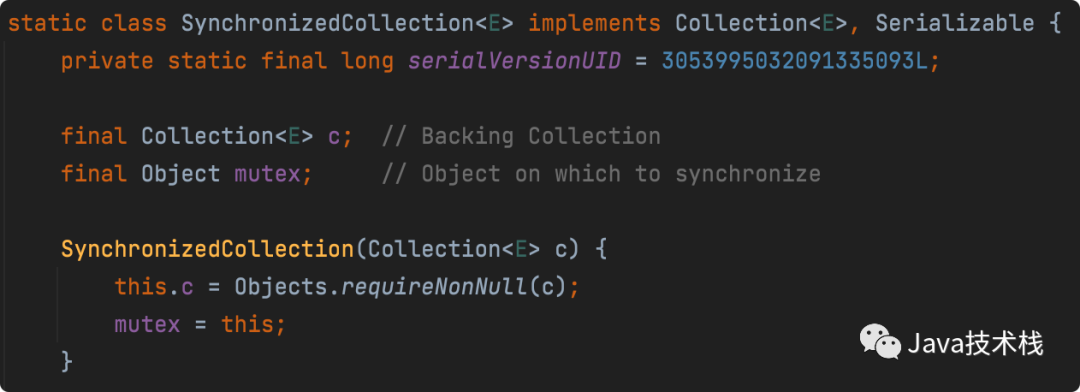 static class SynchronizedCollection<E> implements Collection<E>, Serializable {
    private static final long serialVersionUID = 3053995032091335093L;

    final Collection<E> c;  // Backing Collection
    final Object mutex;     // Object on which to synchronize

    SynchronizedCollection(Collection<E> c) {
        this.c = Objects.requireNonNull(c);
        mutex = this;
    }
Java技术栈